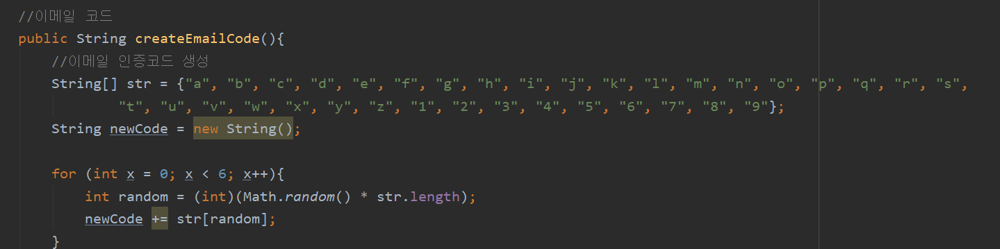 //이메일 코드
public String createEmailCode(){
//이메일 인증코드 생성
String[] str = {"a", "b", "c", "d", "e", "f", "g", "h", "i", "j", "k", "l", "m", "n", "o", "p", "q", "r", "s",
"t", "u", "v", "w", "x", "y", "z", "1", "2", "3", "4", "5", "6", "7", "8", "9"};
String newCode = new String();
for (int x = 0; x < 6; x++){
int random = (int)(Math.random() * str.length);
newCode += str[random];
}